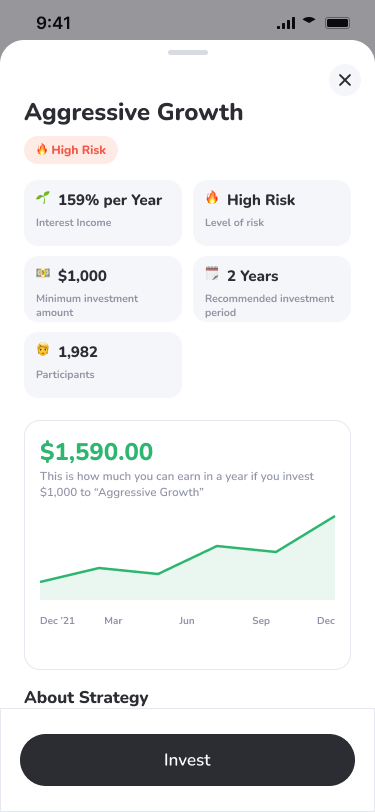 9:41
Aggressive Growth
High Risk
159% per Year
Interest Income
High Risk
Level of risk
$1,000
Minimum investment
amount
2 Years
Recommended investment
period
1,982
Participants
$1,590.00
This is how much you can earn in a year if you invest
$1,000 to “Aggressive Growth”
Dec ’21 Mar Jun Sep Dec
About Strategy
Invest